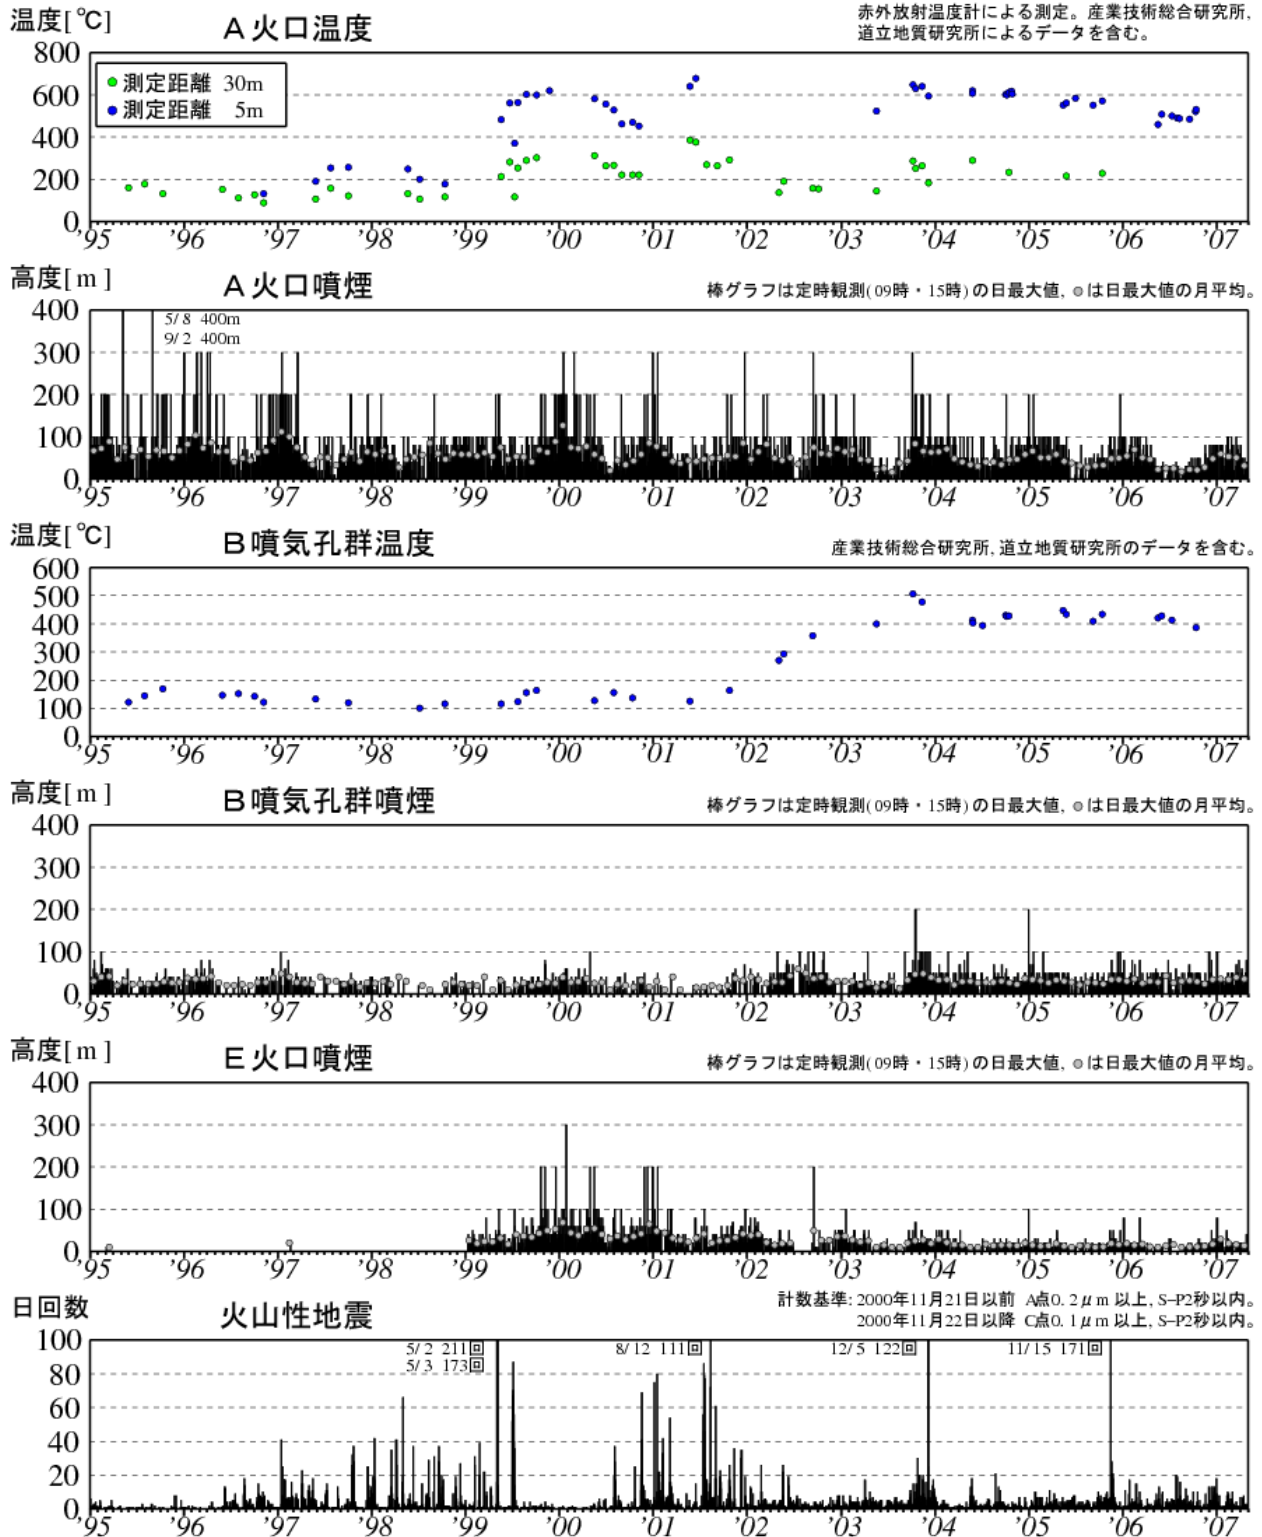 温度[℃]
A火口温度
赤外放射温度計による測定。産業技術総合研究所,
道立地質研究所によるデータを含む。
800
600
400
200
0
測定距離 30m
測定距離 5m
'95 '96 '97 '98 '99 '00 '01 '02 '03 '04 '05 '06 '07
高度[m]
A火口噴煙
棒グラフは定時観測(09時・15時)の日最大値, ◎は日最大値の月平均。
400
300
200
100
0
5/8 400m
9/2 400m
'95 '96 '97 '98 '99 '00 '01 '02 '03 '04 '05 '06 '07
温度[℃]
B噴気孔群温度
産業技術総合研究所, 道立地質研究所のデータを含む。
600
500
400
300
200
100
0
'95 '96 '97 '98 '99 '00 '01 '02 '03 '04 '05 '06 '07
高度[m]
B噴気孔群噴煙
棒グラフは定時観測(09時・15時)の日最大値, ◎は日最大値の月平均。
400
300
200
100
0
'95 '96 '97 '98 '99 '00 '01 '02 '03 '04 '05 '06 '07
高度[m]
E火口噴煙
棒グラフは定時観測(09時・15時)の日最大値, ◎は日最大値の月平均。
400
300
200
100
0
'95 '96 '97 '98 '99 '00 '01 '02 '03 '04 '05 '06 '07
日回数
火山性地震
計数基準: 2000年11月21日以前 A点0.2μm以上, S-P2秒以内。
2000年11月22日以降 C点0.1μm以上, S-P2秒以内。
100
80
60
40
20
0
5/2 211回
5/3 173回
8/12 111回
12/5 122回
11/15 171回
'95 '96 '97 '98 '99 '00 '01 '02 '03 '04 '05 '06 '07